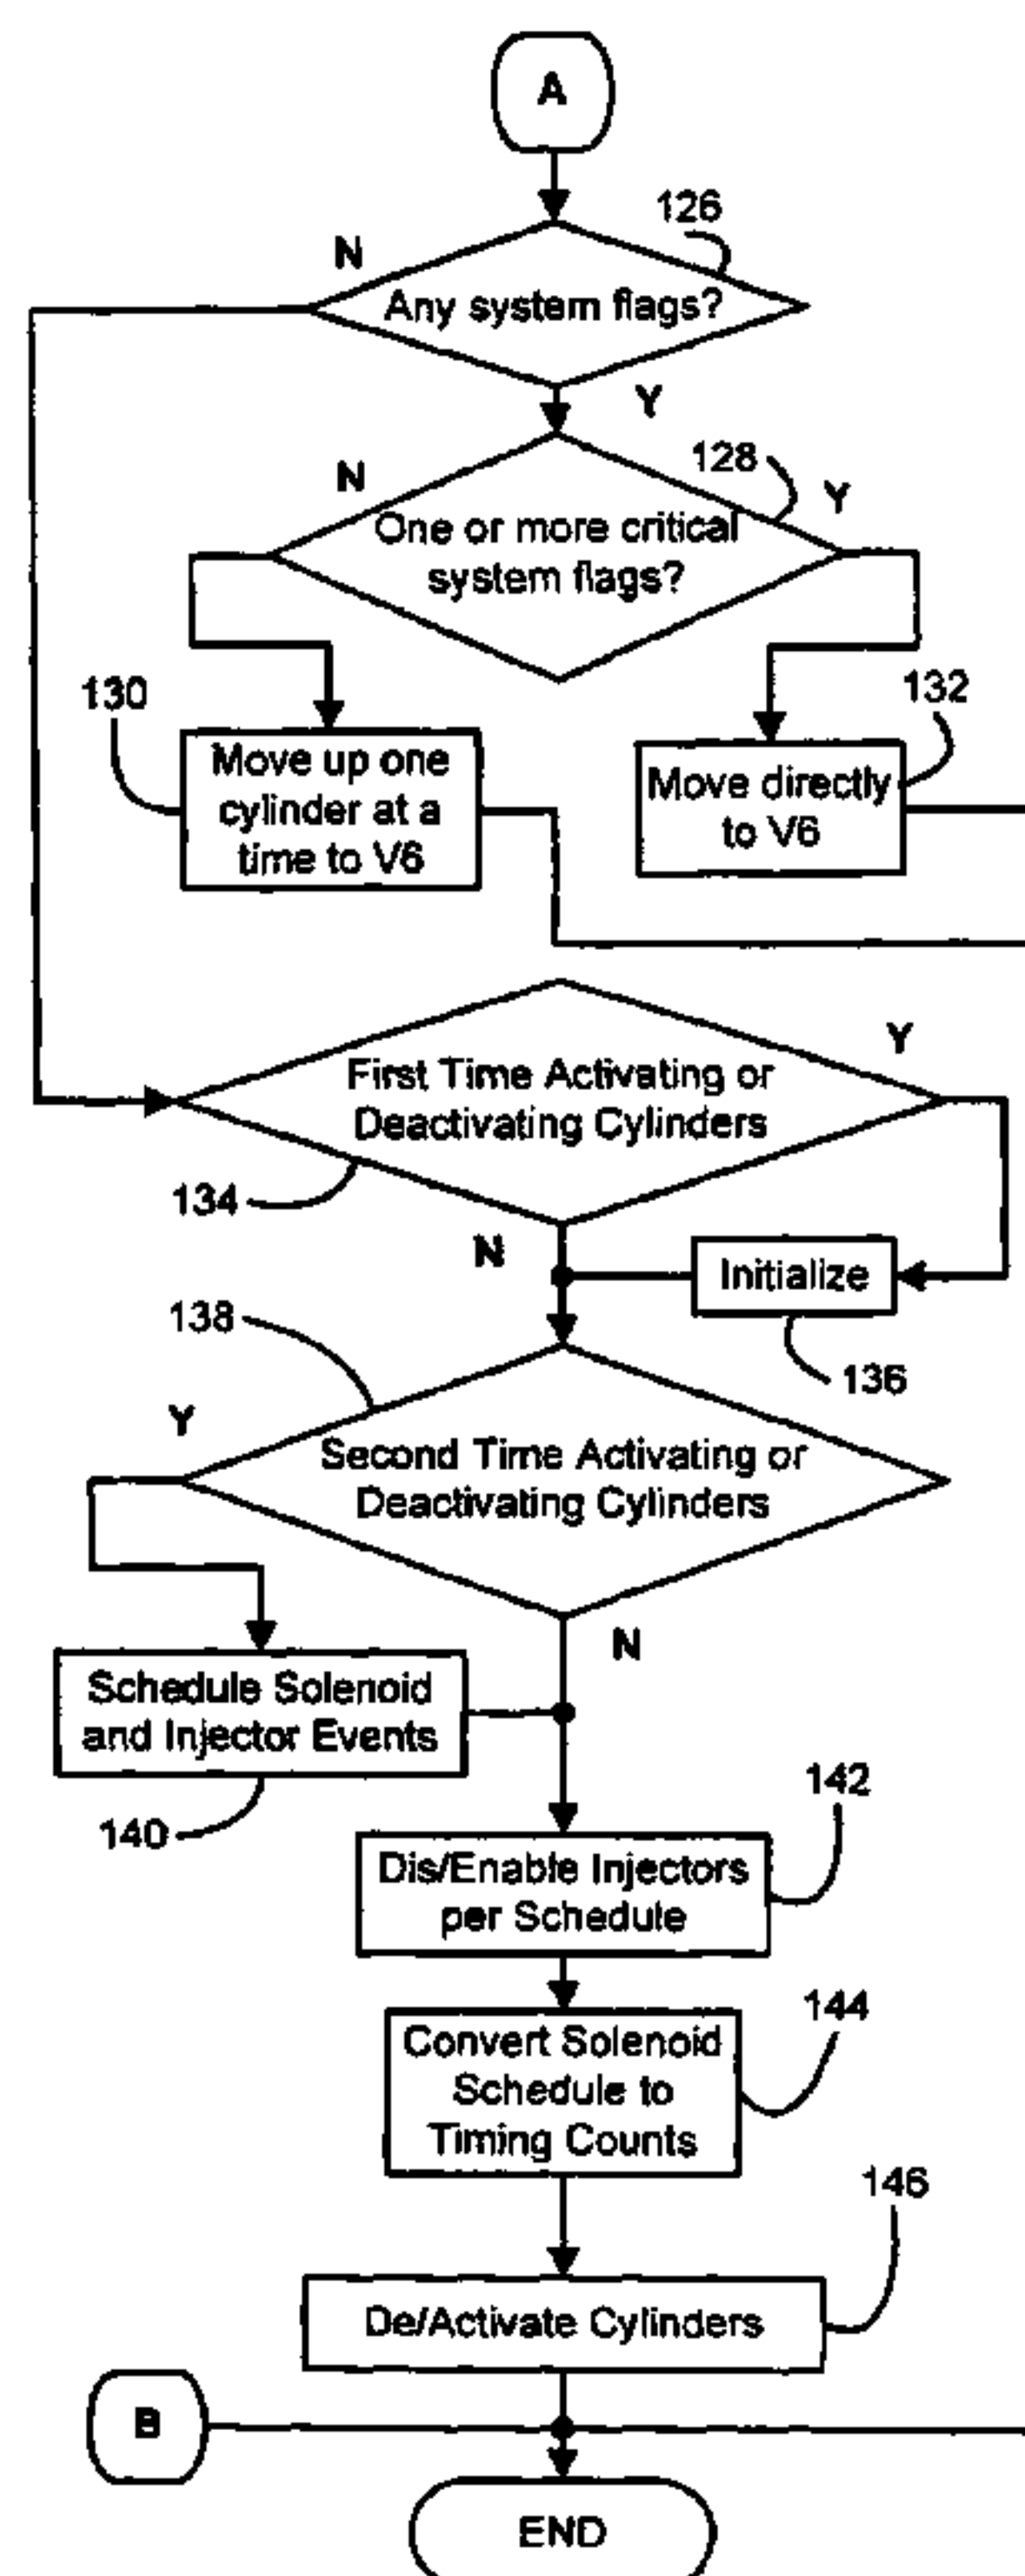 A
126
N
Any system flags?
Y
128
N
Y
One or more critical
system flags?
130
132
Move up one
cylinder at a
time to V6
Move directly
to V6
Y
First Time Activating or
Deactivating Cylinders
134
N
Initialize
136
138
Y
Second Time Activating or
Deactivating Cylinders
N
Schedule Solenoid
and Injector Events
140
142
Dis/Enable Injectors
per Schedule
144
Convert Solenoid
Schedule to
Timing Counts
146
De/Activate Cylinders
B
END